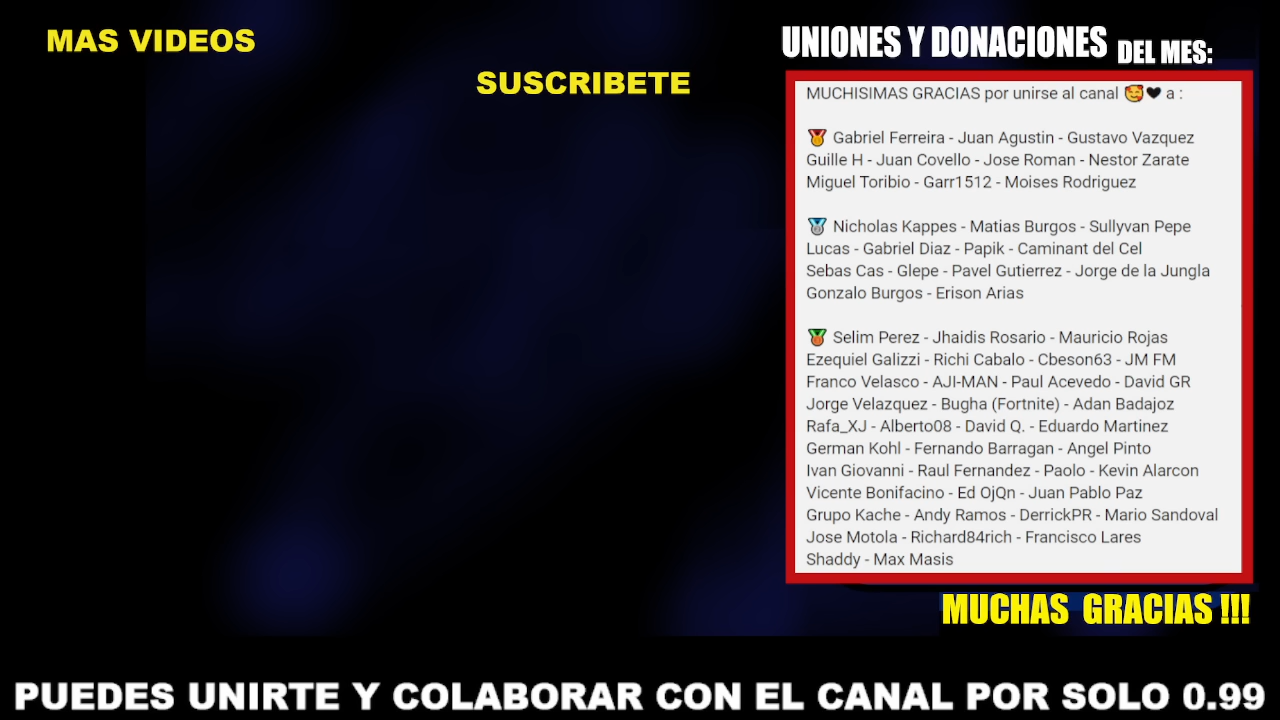 MAS VIDEOS
SUSCRIBETE
UNIONES Y DONACIONES DEL MES:
MUCHISIMAS GRACIAS por unirse al canal 🥰🖤 a :
🥇 Gabriel Ferreira - Juan Agustin - Gustavo Vazquez
Guille H - Juan Covello - Jose Roman - Nestor Zarate
Miguel Toribio - Garr1512 - Moises Rodriguez
🥈 Nicholas Kappes - Matias Burgos - Sullyvan Pepe
Lucas - Gabriel Diaz - Papik - Caminant del Cel
Sebas Cas - Glepe - Pavel Gutierrez - Jorge de la Jungla
Gonzalo Burgos - Erison Arias
🥉 Selim Perez - Jhaidis Rosario - Mauricio Rojas
Ezequiel Galizzi - Richi Cabalo - Cbeson63 - JM FM
Franco Velasco - AJI-MAN - Paul Acevedo - David GR
Jorge Velazquez - Bugha (Fortnite) - Adan Badajoz
Rafa_XJ - Alberto08 - David Q. - Eduardo Martinez
German Kohl - Fernando Barragan - Angel Pinto
Ivan Giovanni - Raul Fernandez - Paolo - Kevin Alarcon
Vicente Bonifacino - Ed OjQn - Juan Pablo Paz
Grupo Kache - Andy Ramos - DerrickPR - Mario Sandoval
Jose Motola - Richard84rich - Francisco Lares
Shaddy - Max Masis
MUCHAS GRACIAS !!!
PUEDES UNIRTE Y COLABORAR CON EL CANAL POR SOLO 0.99